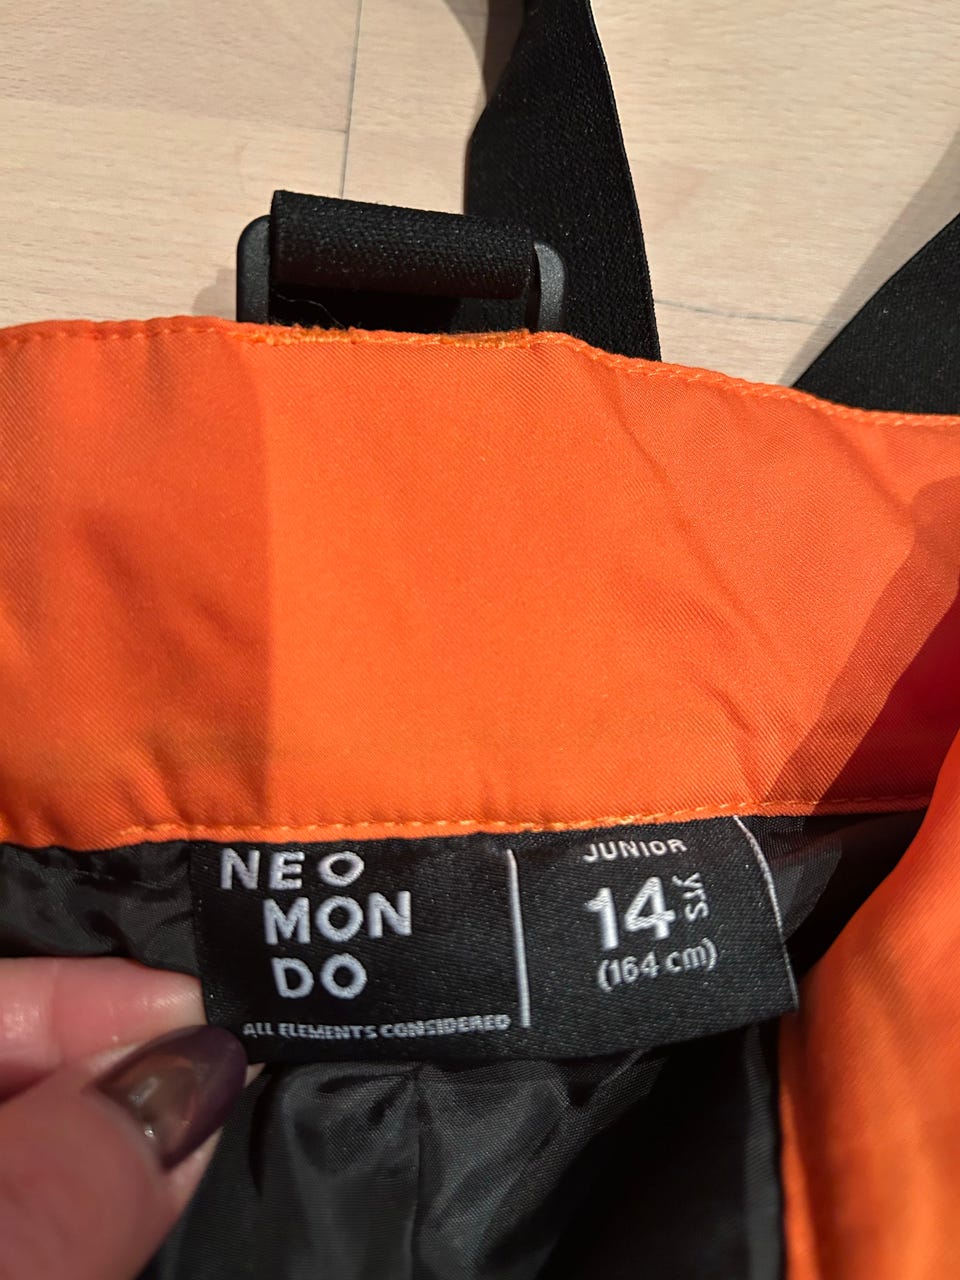 NEO
MON
DO
ALL ELEMENTS CONSIDERED
JUNIOR
14 yrs
(164 cm)